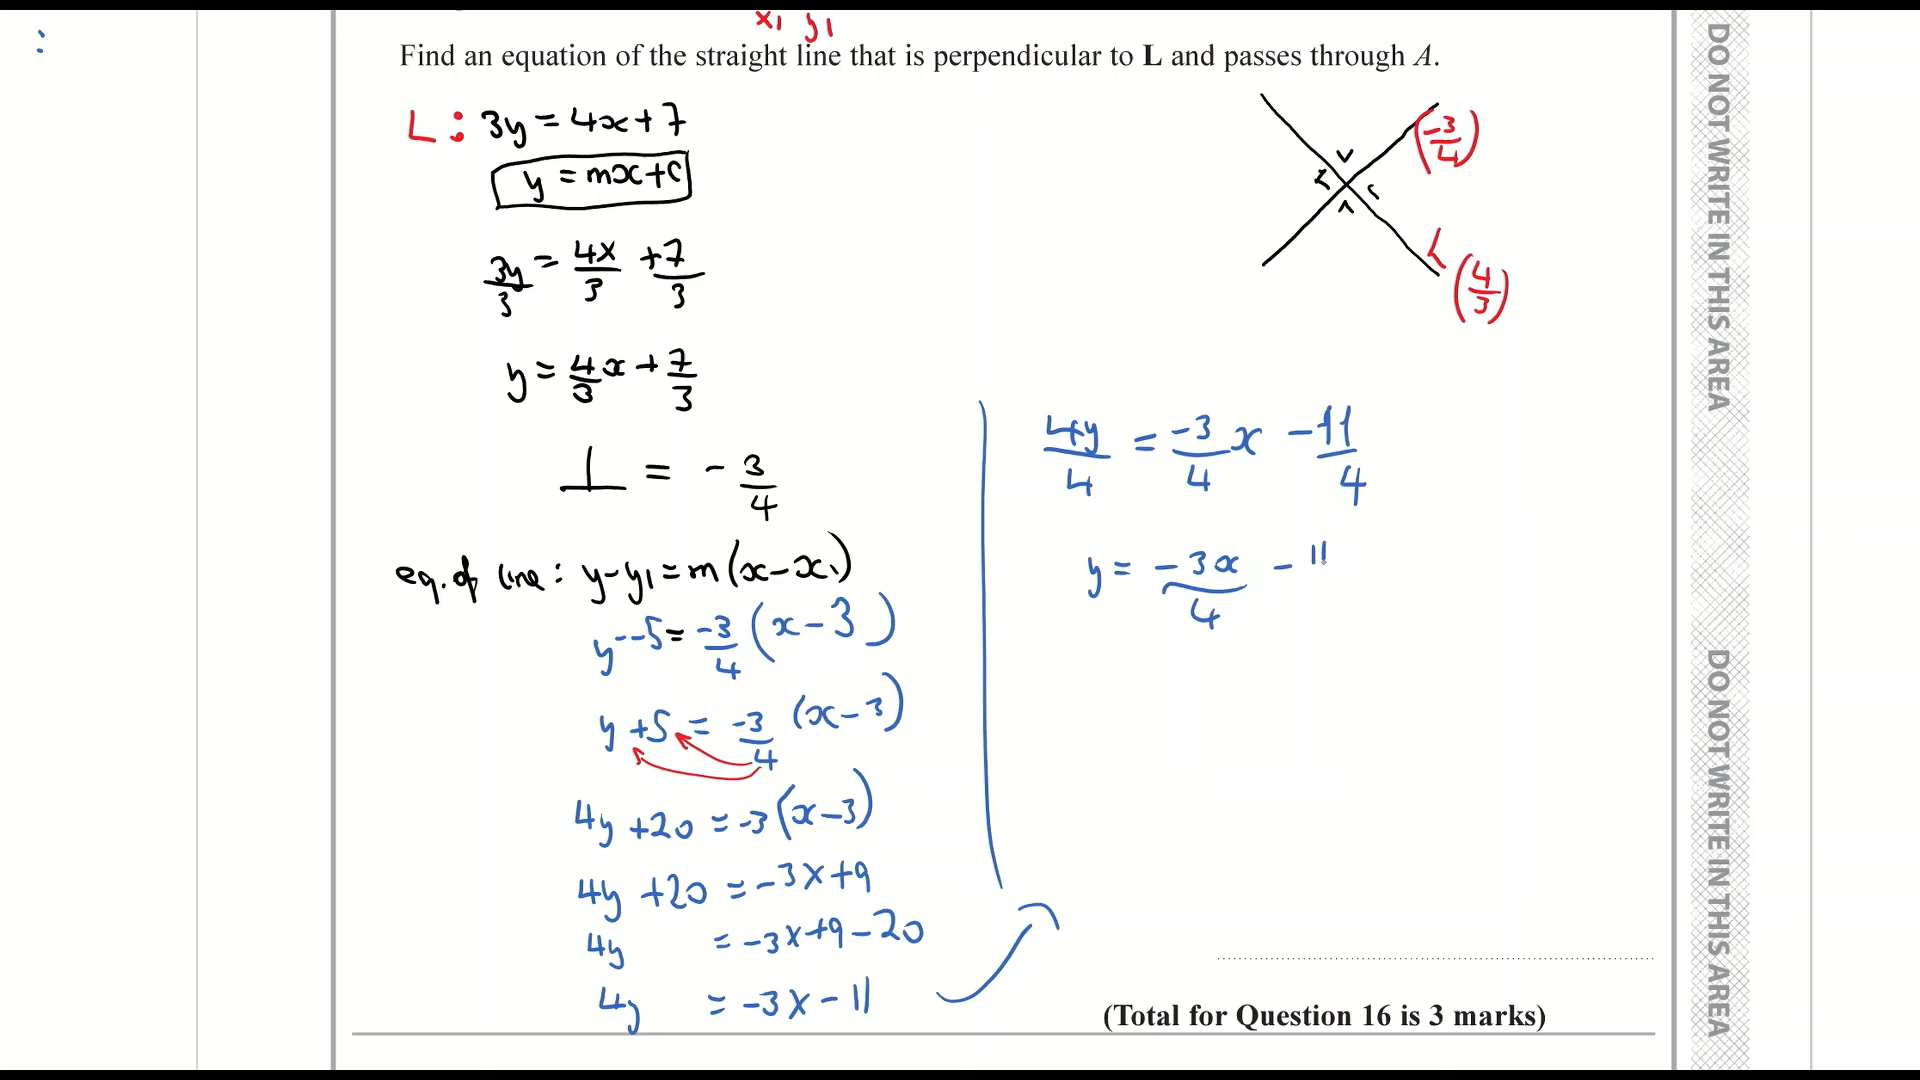 :
x₁ y₁
Find an equation of the straight line that is perpendicular to L and passes through A.
L : 3y = 4x + 7
y = mx + c
3y/3 = 4x/3 + 7/3
y = 4/3 x + 7/3
⊥ = - 3/4
eq. of line : y - y₁ = m(x - x₁)
y - - 5 = -3/4 (x - 3)
y + 5 = -3/4 (x - 3)
4y + 20 = -3(x - 3)
4y + 20 = -3x + 9
4y = -3x + 9 - 20
4y = -3x - 11
(-3/4)
L
(4/3)
4y/4 = -3/4 x - 11/4
y = -3x/4 - 11
(Total for Question 16 is 3 marks)
DO NOT WRITE IN THIS AREA
DO NOT WRITE IN THIS AREA